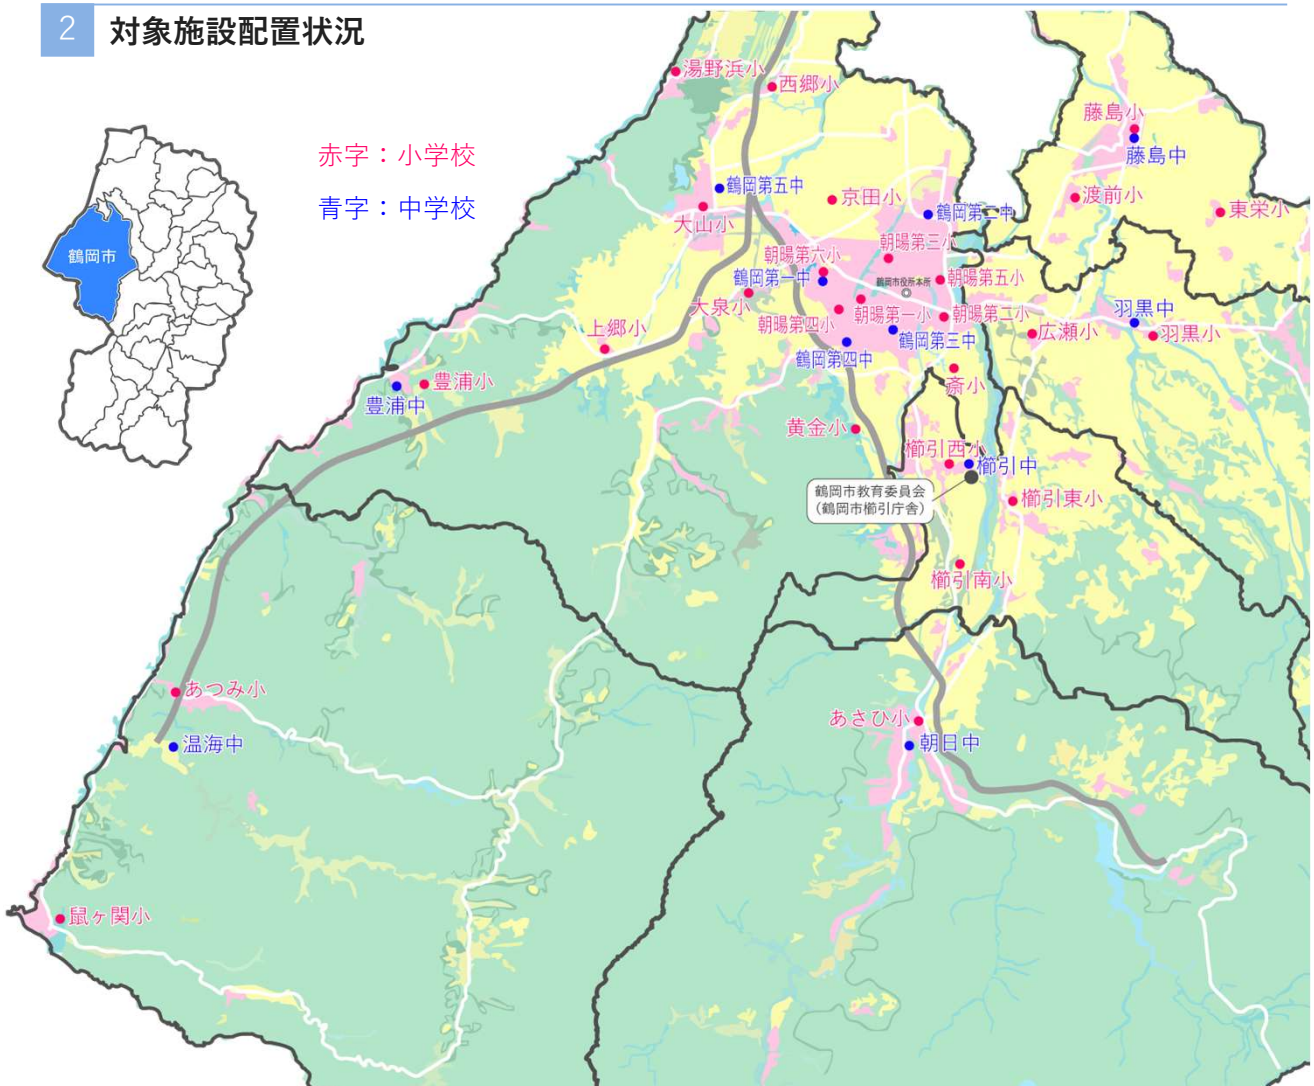 2 対象施設配置状況
赤字：小学校
青字：中学校
鶴岡市
湯野浜小
西郷小
藤島小
藤島中
鶴岡第五中
京田小
渡前小
東栄小
大山小
鶴岡第二中
朝暘第三小
朝暘第六小
鶴岡第一中
鶴岡市役所本所
朝暘第五小
大泉小
朝暘第四小
朝暘第一小
朝暘第二小
羽黒中
上郷小
鶴岡第三中
広瀬小
羽黒小
鶴岡第四中
豊浦小
豊浦中
斎小
黄金小
櫛引西小
櫛引中
鶴岡市教育委員会
（鶴岡市櫛引庁舎）
櫛引東小
櫛引南小
あつみ小
あさひ小
温海中
朝日中
鼠ヶ関小